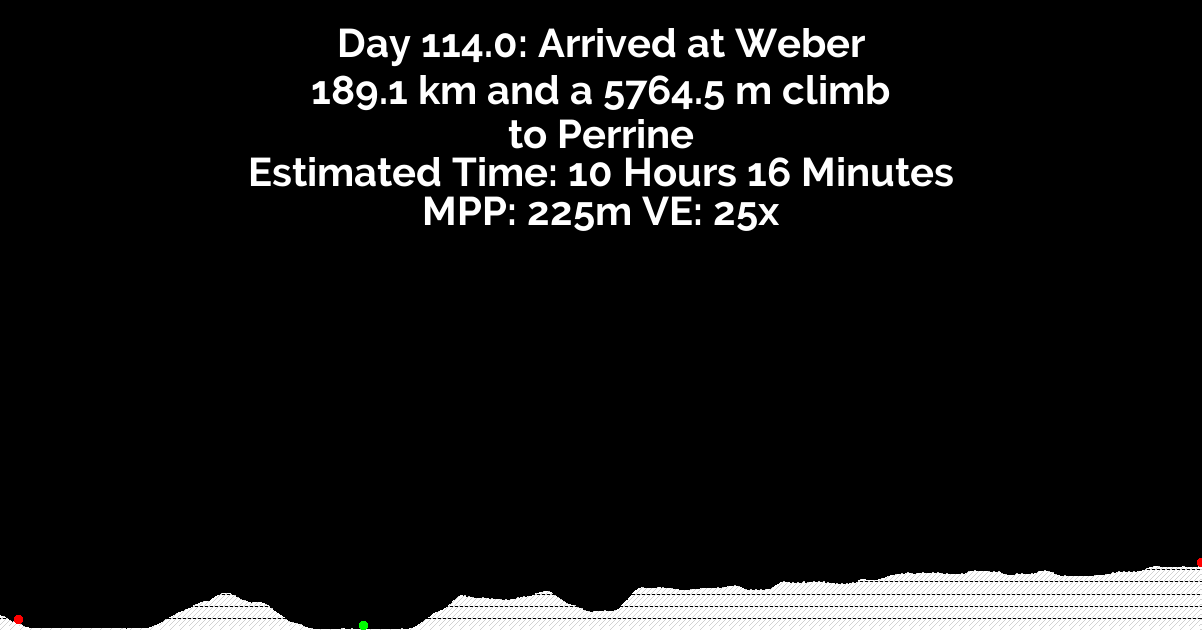 Day 114.0: Arrived at Weber
189.1 km and a 5764.5 m climb
to Perrine
Estimated Time: 10 Hours 16 Minutes
MPP: 225m VE: 25x